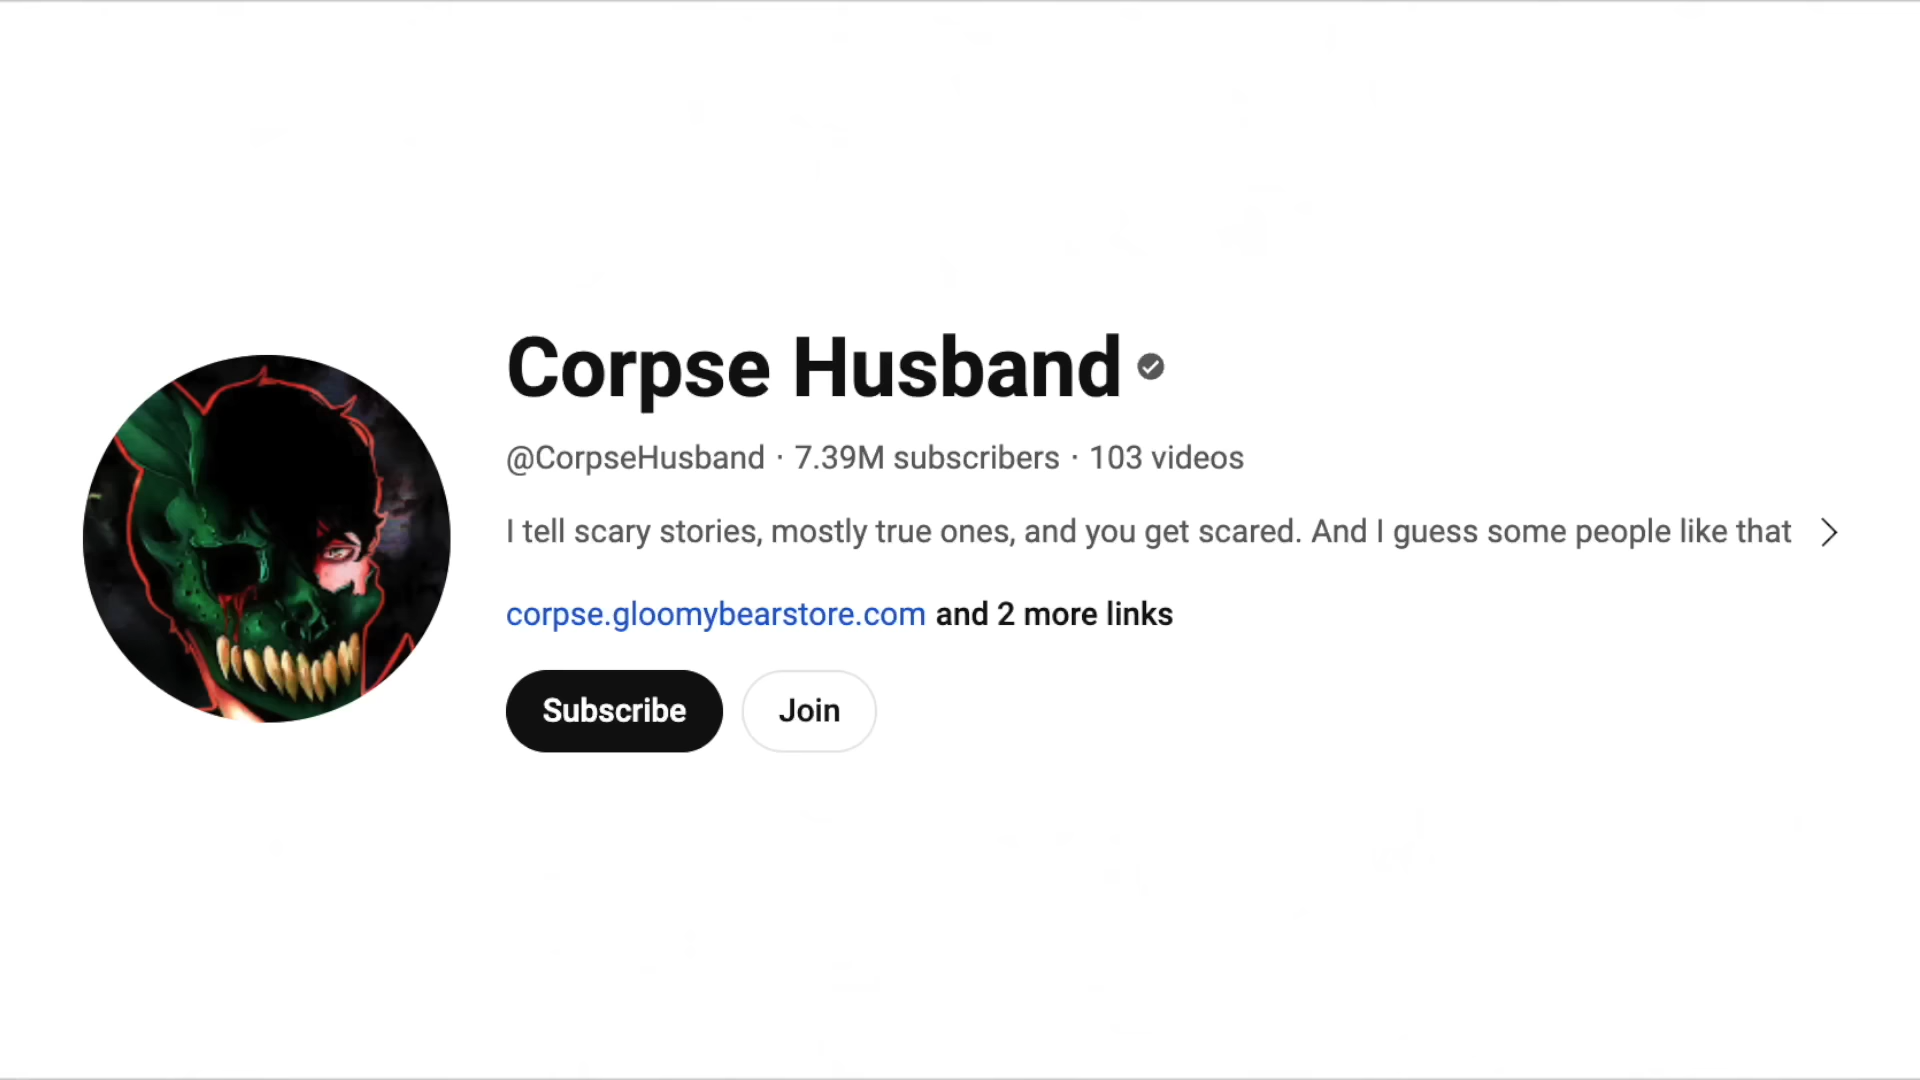 Corpse Husband
@CorpseHusband · 7.39M subscribers · 103 videos
I tell scary stories, mostly true ones, and you get scared. And I guess some people like that
corpse.gloomybearstore.com and 2 more links
Subscribe Join